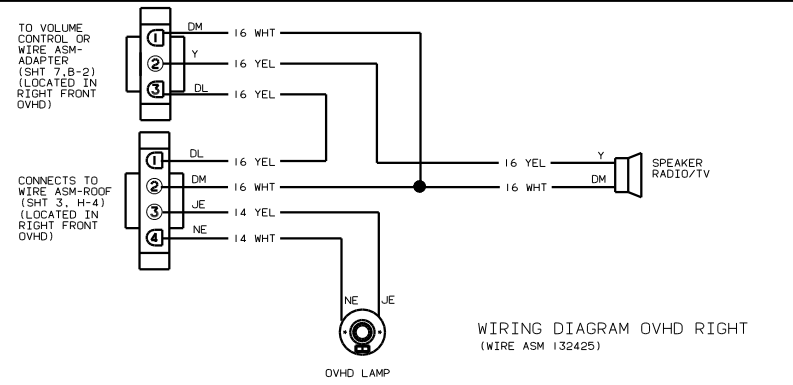 TO VOLUME
CONTROL OR
WIRE ASM-
ADAPTER
(SHT 7,B-2)
(LOCATED IN
RIGHT FRONT
OVHD)
1 DM 16 WHT
2 Y 16 YEL
3 DL 16 YEL
CONNECTS TO
WIRE ASM-ROOF
(SHT 3, H-4)
(LOCATED IN
RIGHT FRONT
OVHD)
1 DL 16 YEL
2 DM 16 WHT
3 JE 14 YEL
4 NE 14 WHT
16 YEL Y
16 WHT DM
SPEAKER
RADIO/TV
NE JE
OVHD LAMP
WIRING DIAGRAM OVHD RIGHT
(WIRE ASM 132425)